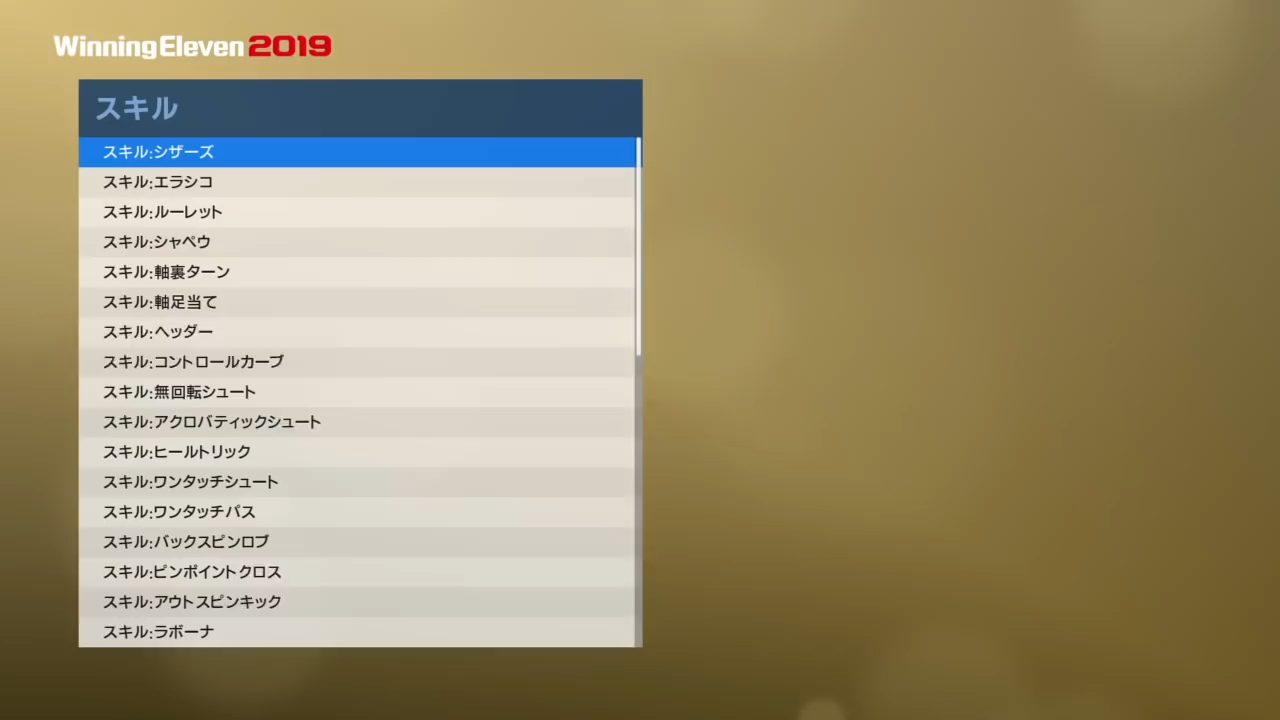 Winning Eleven 2019
スキル
スキル:シザーズ
スキル:エラシコ
スキル:ルーレット
スキル:シャペウ
スキル:軸裏ターン
スキル:軸足当て
スキル:ヘッダー
スキル:コントロールカーブ
スキル:無回転シュート
スキル:アクロバティックシュート
スキル:ヒールトリック
スキル:ワンタッチシュート
スキル:ワンタッチパス
スキル:バックスピンロブ
スキル:ピンポイントクロス
スキル:アウトスピンキック
スキル:ラボーナ